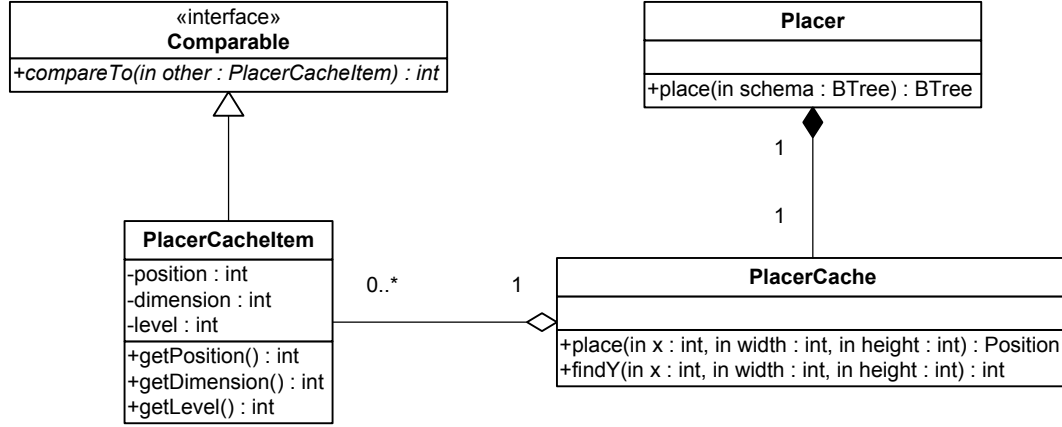 «interface»
Comparable
+compareTo(in other : PlacerCacheItem) : int
Placer
+place(in schema : BTree) : BTree
1
1
PlacerCacheItem
-position : int
-dimension : int
-level : int
+getPosition() : int
+getDimension() : int
+getLevel() : int
0..*
1
PlacerCache
+place(in x : int, in width : int, in height : int) : Position
+findY(in x : int, in width : int, in height : int) : int